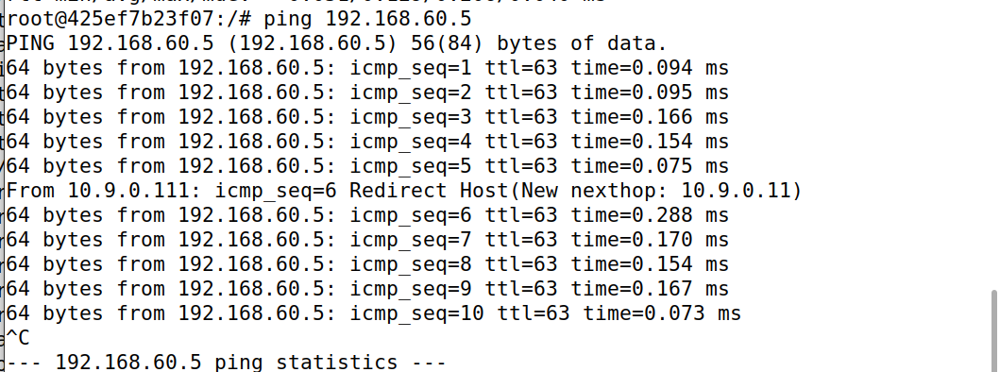 root@425ef7b23f07:/# ping 192.168.60.5
PING 192.168.60.5 (192.168.60.5) 56(84) bytes of data.
64 bytes from 192.168.60.5: icmp_seq=1 ttl=63 time=0.094 ms
64 bytes from 192.168.60.5: icmp_seq=2 ttl=63 time=0.095 ms
64 bytes from 192.168.60.5: icmp_seq=3 ttl=63 time=0.166 ms
64 bytes from 192.168.60.5: icmp_seq=4 ttl=63 time=0.154 ms
64 bytes from 192.168.60.5: icmp_seq=5 ttl=63 time=0.075 ms
From 10.9.0.111: icmp_seq=6 Redirect Host(New nexthop: 10.9.0.11)
64 bytes from 192.168.60.5: icmp_seq=6 ttl=63 time=0.288 ms
64 bytes from 192.168.60.5: icmp_seq=7 ttl=63 time=0.170 ms
64 bytes from 192.168.60.5: icmp_seq=8 ttl=63 time=0.154 ms
64 bytes from 192.168.60.5: icmp_seq=9 ttl=63 time=0.167 ms
64 bytes from 192.168.60.5: icmp_seq=10 ttl=63 time=0.073 ms
^C
--- 192.168.60.5 ping statistics ---